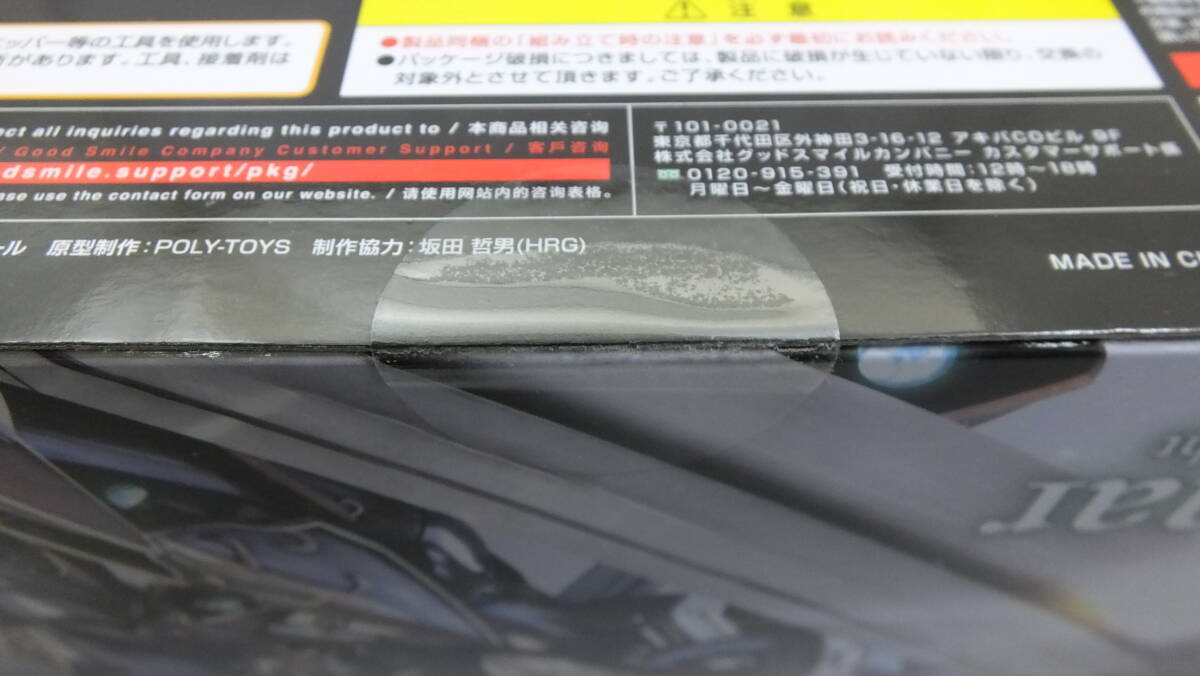 ッパー等の工具を使用します。
があります。工具、接着剤は
注意
●製品同梱の「組み立て時の注意」を必ず最初にお読みください。
●パッケージ破損につきましては、製品に破損が生じていない限り、交換の
対象外とさせて頂きます。ご了承ください。
ect all inquiries regarding this product to / 本商品相关咨询
/ Good Smile Company Customer Support / 客戸咨询
dsmile.support/pkg/
ase use the contact form on our website. / 请使用网站内的咨询表格。
〒101-0021
東京都千代田区外神田3-16-12 アキバCOビル 9F
株式会社グッドスマイルカンパニー カスタマーサポート係
0120-915-391 受付時間:12時〜18時
月曜日〜金曜日(祝日・休業日を除く)
ール 原型制作:POLY-TOYS 制作協力:坂田 哲男(HRG)
MADE IN C
ar